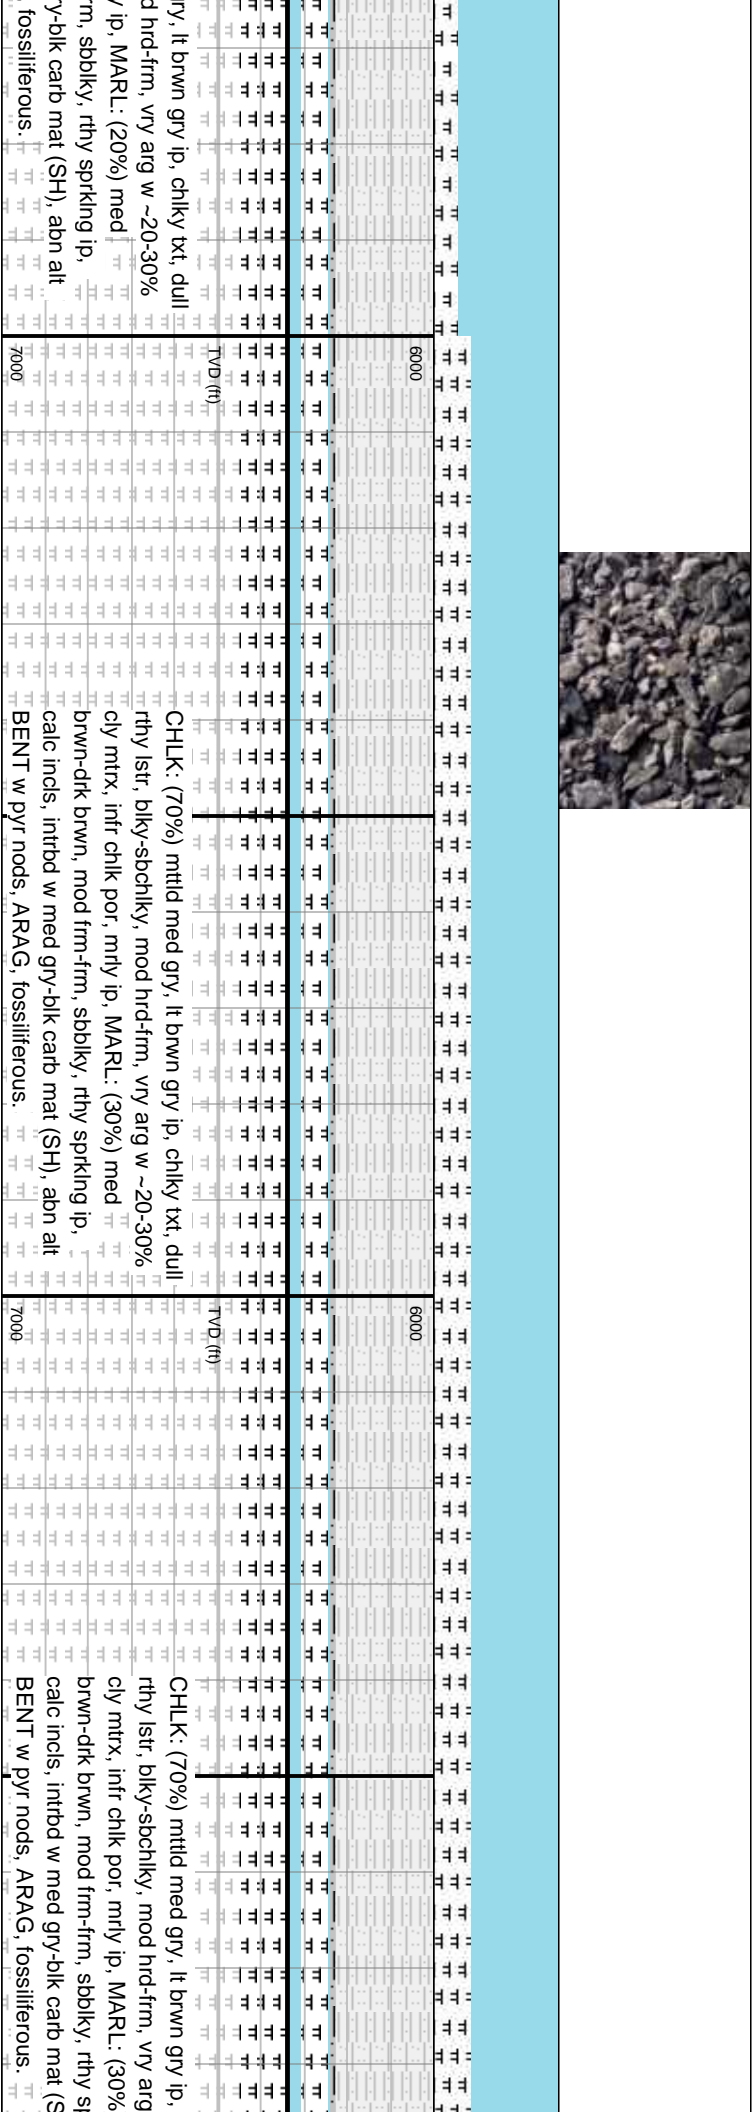 ry, lt brwn gry ip, chlky txt, dull
d hrd-frm, vry arg w ~20-30%
y ip, MARL: (20%) med
rm, sbblky, rthy sprklng ip,
ry-blk carb mat (SH), abn alt
, fossiliferous.
6000
TVD (ft)
7000
CHLK: (70%) mttld med gry, lt brwn gry ip, chlky txt, dull
rthy lstr, blky-sbchlky, mod hrd-frm, vry arg w ~20-30%
cly mtrx, infr chlk por, mrly ip, MARL: (30%) med
brwn-drk brwn, mod frm-frm, sbblky, rthy sprklng ip,
calc incls, intrbd w med gry-blk carb mat (SH), abn alt
BENT w pyr nods, ARAG, fossiliferous.
6000
TVD (ft)
7000
CHLK: (70%) mttld med gry, lt brwn gry ip,
rthy lstr, blky-sbchlky, mod hrd-frm, vry arg
cly mtrx, infr chlk por, mrly ip, MARL: (30%
brwn-drk brwn, mod frm-frm, sbblky, rthy sp
calc incls, intrbd w med gry-blk carb mat (S
BENT w pyr nods, ARAG, fossiliferous.